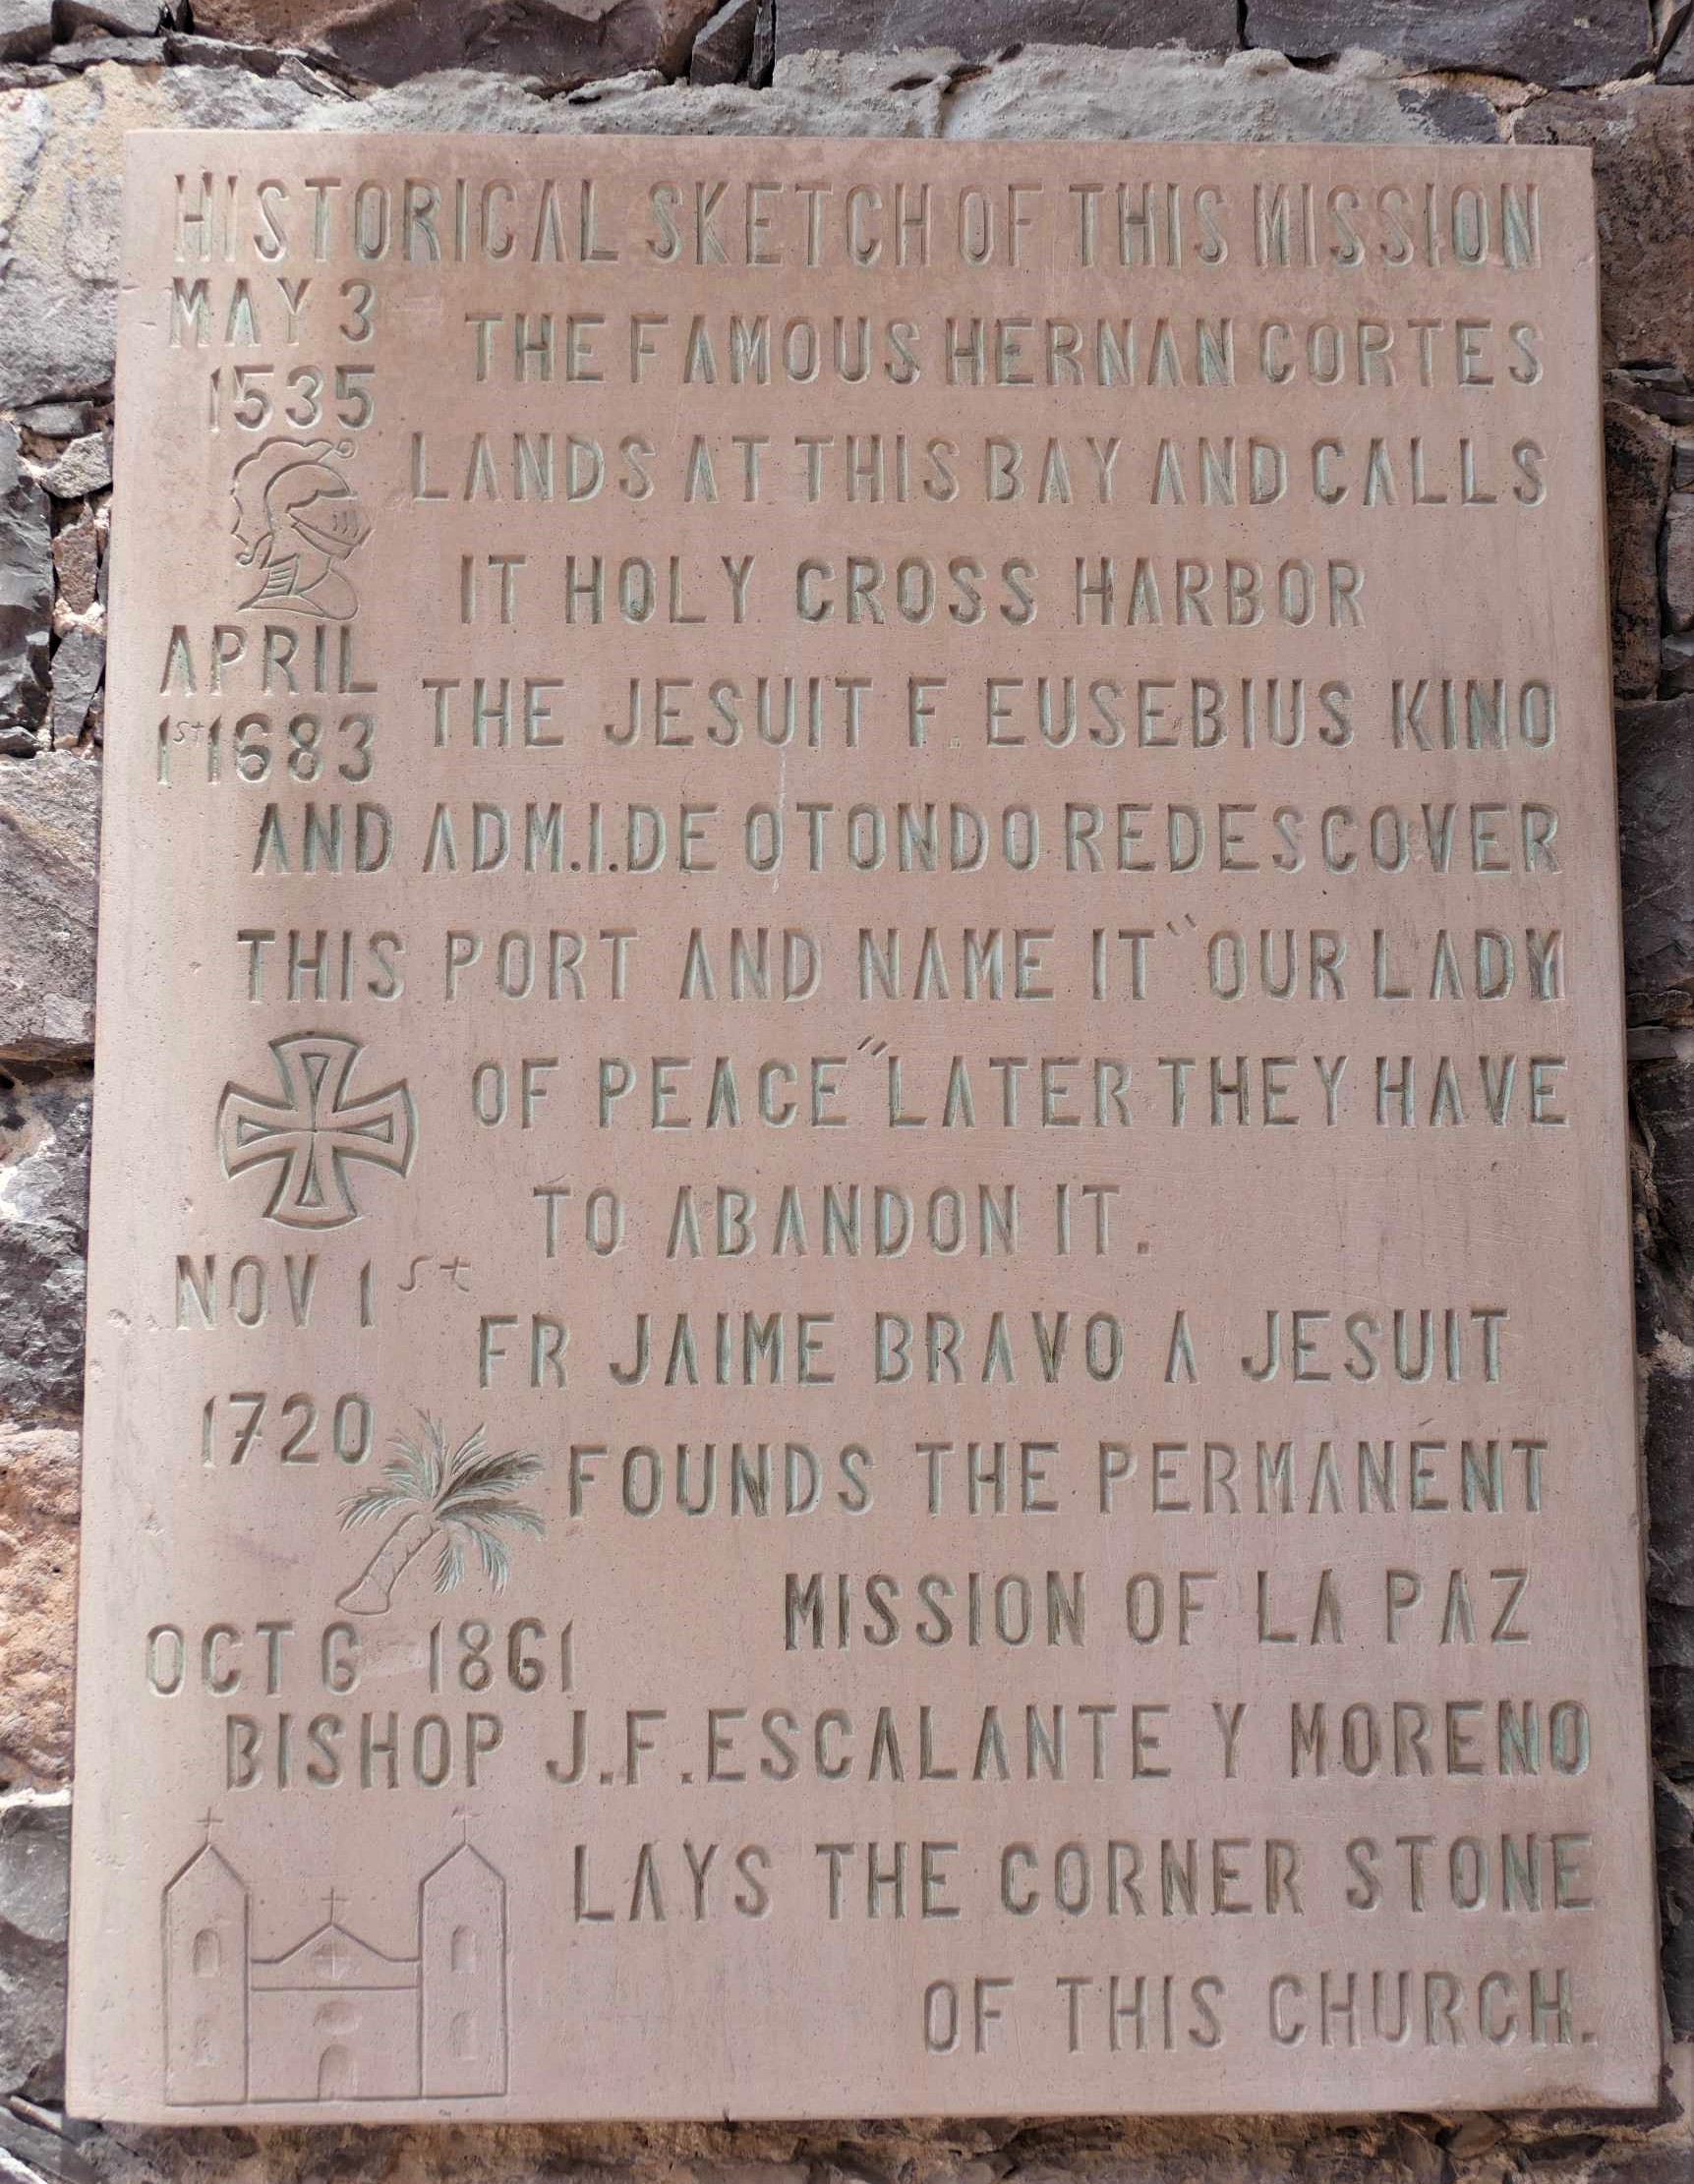 HISTORICAL SKETCH OF THIS MISSION
MAY 3
1535
THE FAMOUS HERNAN CORTES
LANDS AT THIS BAY AND CALLS
IT HOLY CROSS HARBOR
APRIL
1st 1683
THE JESUIT F. EUSEBIUS KINO
AND ADM.I.DE OTONDO REDESCOVER
THIS PORT AND NAME IT "OUR LADY
OF PEACE" LATER THEY HAVE
TO ABANDON IT.
NOV 1st
1720
FR JAIME BRAVO A JESUIT
FOUNDS THE PERMANENT
MISSION OF LA PAZ
OCT 6 1861
BISHOP J.F.ESCALANTE Y MORENO
LAYS THE CORNER STONE
OF THIS CHURCH.